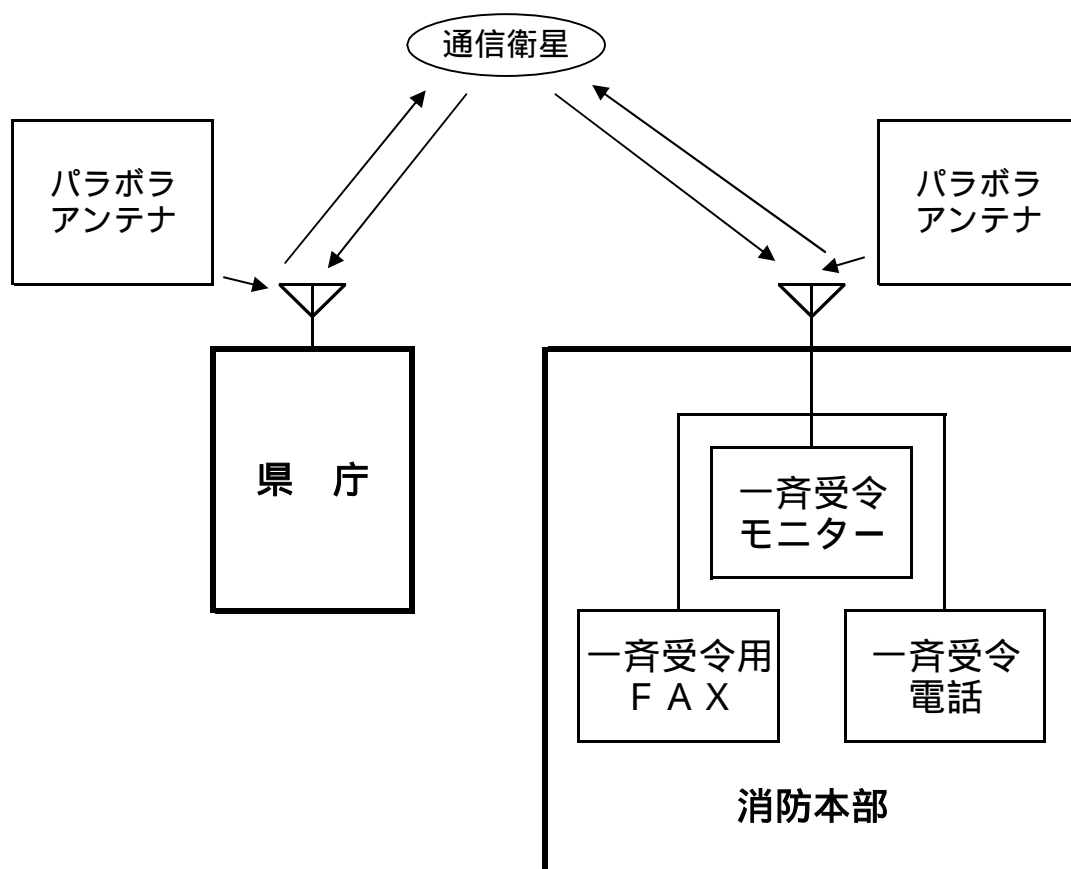 通信衛星
パラボラ
アンテナ
パラボラ
アンテナ
県　庁
一斉受令
モニター
一斉受令用
ＦＡＸ
一斉受令
電話
消防本部